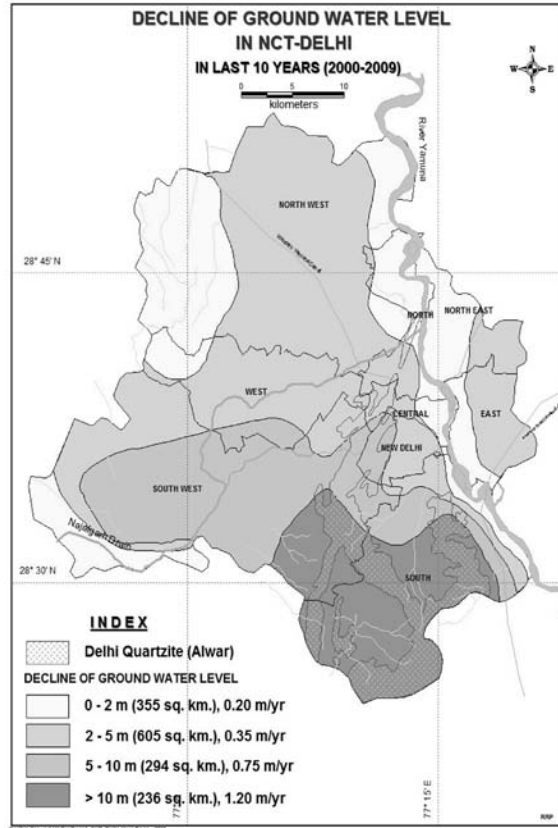 DECLINE OF GROUND WATER LEVEL
IN NCT-DELHI
IN LAST 10 YEARS (2000-2009)
10 0 10
kilometers
N
W E
S
River Yamuna
NORTH WEST
28° 45' N
NORTH
NORTH EAST
WEST
CENTRAL
EAST
NEW DELHI
SOUTH WEST
Najafgarh Drain
28° 30' N
SOUTH
INDEX
Delhi Quartzite (Alwar)
DECLINE OF GROUND WATER LEVEL
0 - 2 m (355 sq. km.), 0.20 m/yr
2 - 5 m (605 sq. km.), 0.35 m/yr
5 - 10 m (294 sq. km.), 0.75 m/yr
> 10 m (236 sq. km.), 1.20 m/yr
77°
77° 15' E